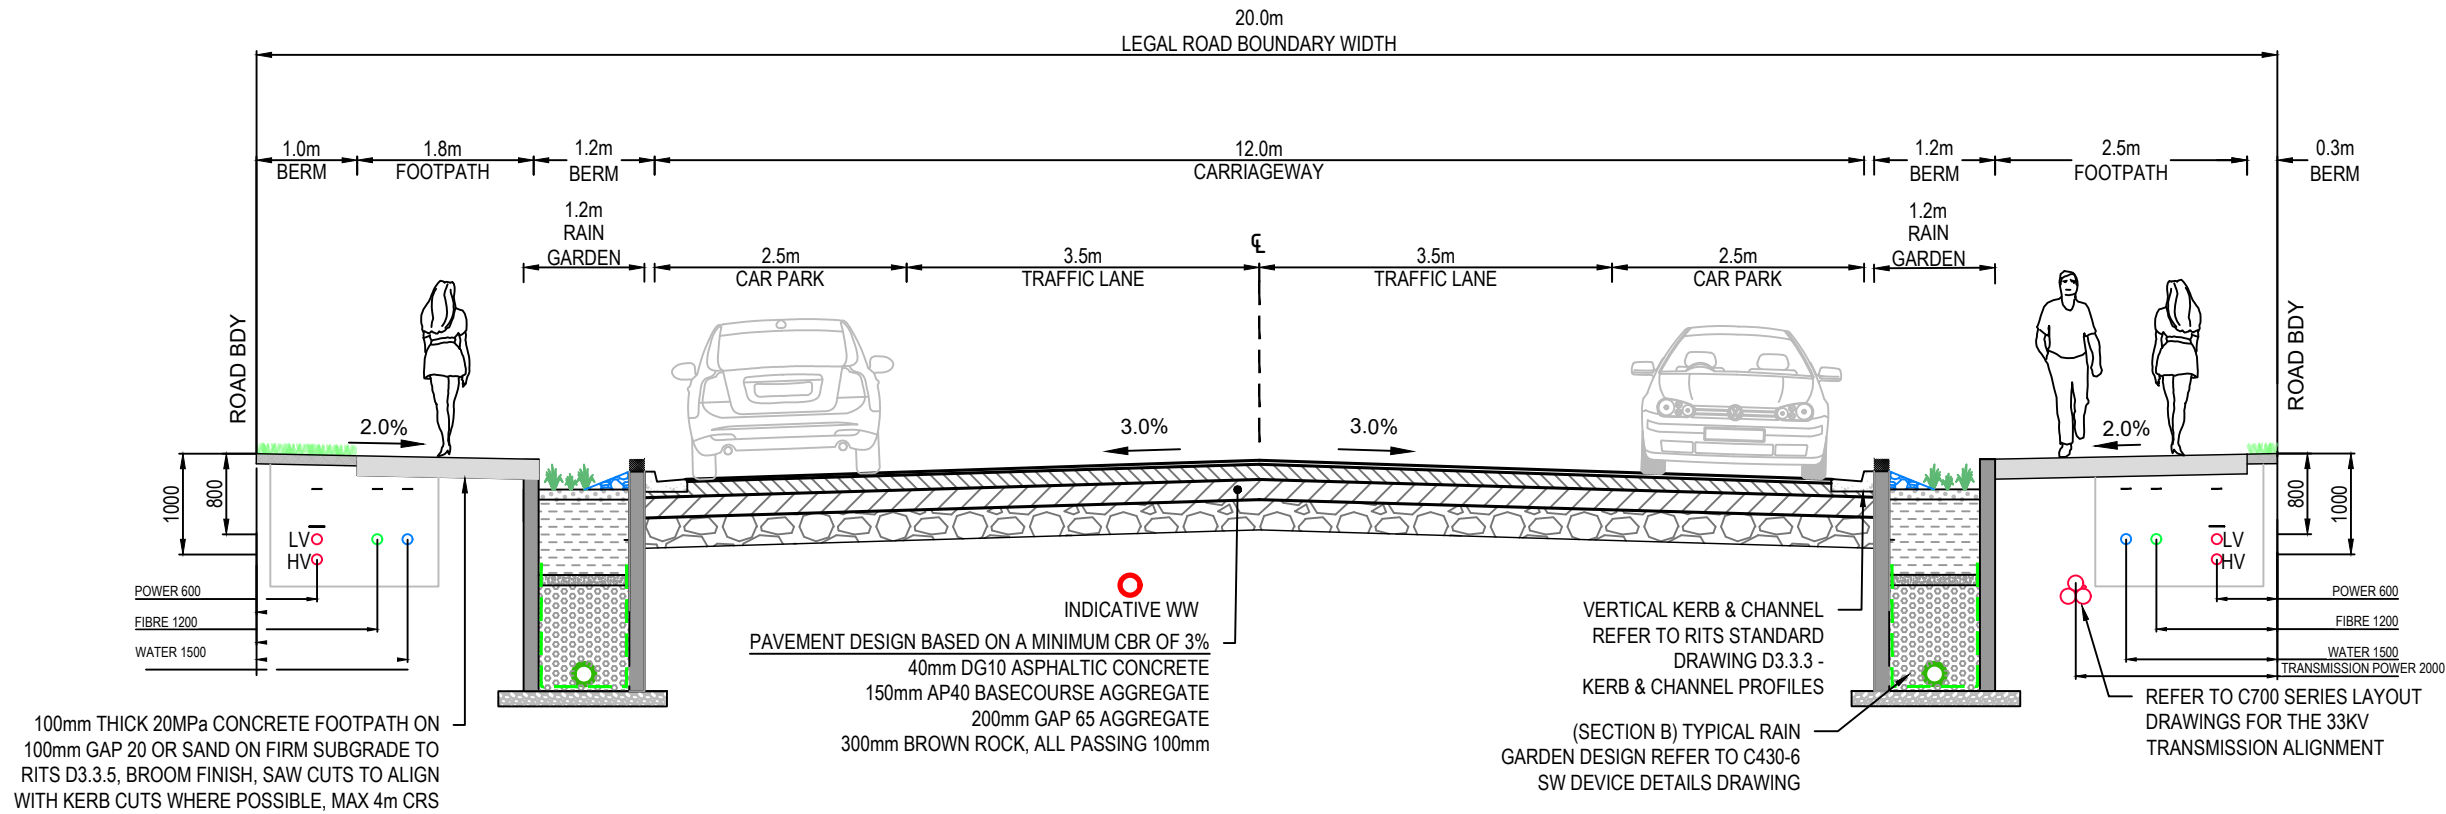 20.0m
LEGAL ROAD BOUNDARY WIDTH
1.0m
BERM
1.8m
FOOTPATH
1.2m
BERM
12.0m
CARRIAGEWAY
1.2m
BERM
2.5m
FOOTPATH
0.3m
BERM
1.2m
RAIN
GARDEN
2.5m
CAR PARK
3.5m
TRAFFIC LANE
℄
3.5m
TRAFFIC LANE
2.5m
CAR PARK
1.2m
RAIN
GARDEN
ROAD BDY
ROAD BDY
2.0%
3.0%
3.0%
2.0%
1000
800
LV
HV
POWER 600
FIBRE 1200
WATER 1500
800
1000
LV
HV
POWER 600
FIBRE 1200
WATER 1500
TRANSMISSION POWER 2000
INDICATIVE WW
PAVEMENT DESIGN BASED ON A MINIMUM CBR OF 3%
40mm DG10 ASPHALTIC CONCRETE
150mm AP40 BASECOURSE AGGREGATE
200mm GAP 65 AGGREGATE
300mm BROWN ROCK, ALL PASSING 100mm
VERTICAL KERB & CHANNEL
REFER TO RITS STANDARD
DRAWING D3.3.3 -
KERB & CHANNEL PROFILES
(SECTION B) TYPICAL RAIN
GARDEN DESIGN REFER TO C430-6
SW DEVICE DETAILS DRAWING
REFER TO C700 SERIES LAYOUT
DRAWINGS FOR THE 33KV
TRANSMISSION ALIGNMENT
100mm THICK 20MPa CONCRETE FOOTPATH ON
100mm GAP 20 OR SAND ON FIRM SUBGRADE TO
RITS D3.3.5, BROOM FINISH, SAW CUTS TO ALIGN
WITH KERB CUTS WHERE POSSIBLE, MAX 4m CRS